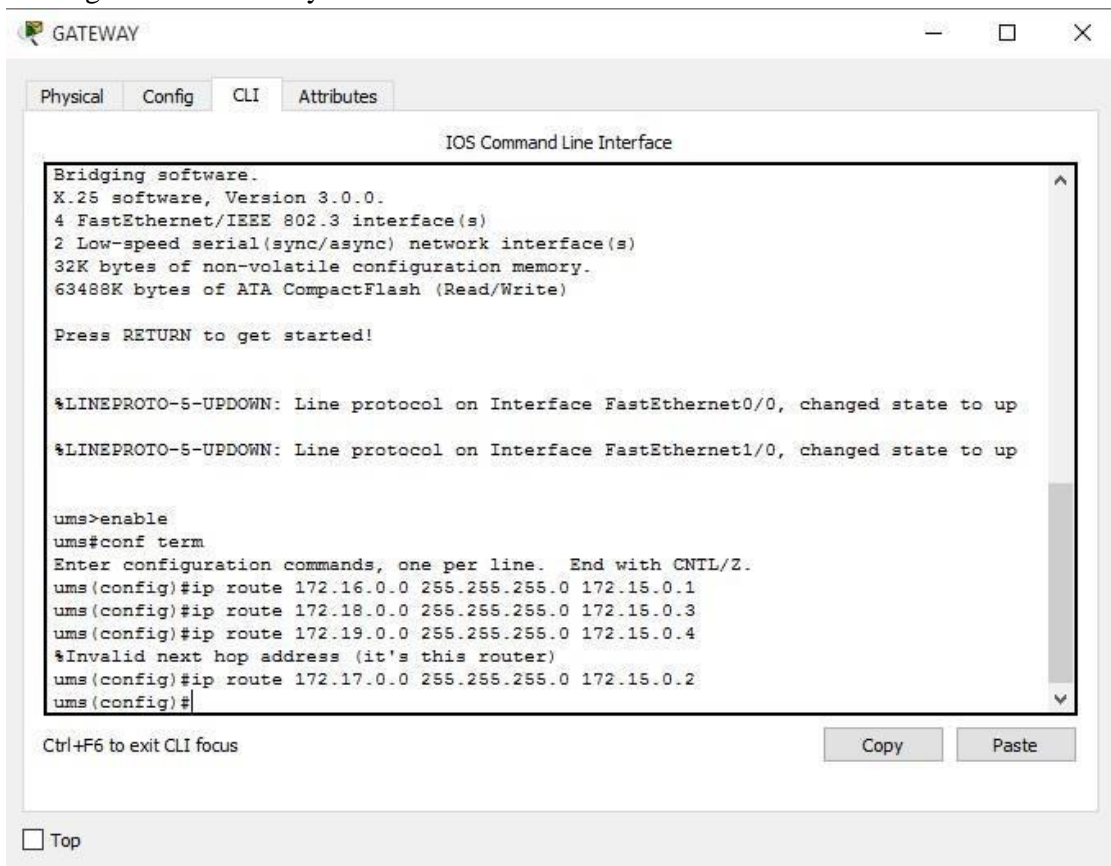 GATEWAY
Physical Config CLI Attributes
IOS Command Line Interface
Bridging software.
X.25 software, Version 3.0.0.
4 FastEthernet/IEEE 802.3 interface(s)
2 Low-speed serial(sync/async) network interface(s)
32K bytes of non-volatile configuration memory.
63488K bytes of ATA CompactFlash (Read/Write)
Press RETURN to get started!
%LINEPROTO-5-UPDOWN: Line protocol on Interface FastEthernet0/0, changed state to up
%LINEPROTO-5-UPDOWN: Line protocol on Interface FastEthernet1/0, changed state to up
ums>enable
ums#conf term
Enter configuration commands, one per line.  End with CNTL/Z.
ums(config)#ip route 172.16.0.0 255.255.255.0 172.15.0.1
ums(config)#ip route 172.18.0.0 255.255.255.0 172.15.0.3
ums(config)#ip route 172.19.0.0 255.255.255.0 172.15.0.4
%Invalid next hop address (it's this router)
ums(config)#ip route 172.17.0.0 255.255.255.0 172.15.0.2
ums(config)#
Ctrl+F6 to exit CLI focus
Copy Paste
Top